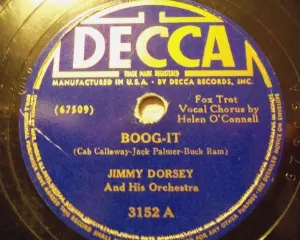 DECCA
TRADE MARK REGISTERED
MANUFACTURED IN U.S.A. BY DECCA RECORDS, INC.
(67509)
Fox Trot
Vocal Chorus by
Helen O'Connell
BOOG-IT
(Cab Calloway-Jack Palmer-Buck Ram)
JIMMY DORSEY
And His Orchestra
3152 A